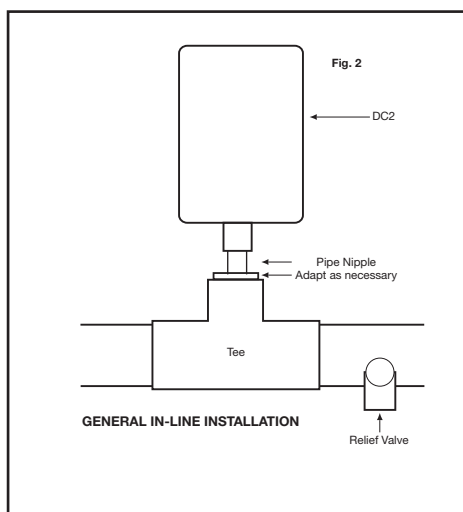 Fig. 2
DC2
Pipe Nipple
Adapt as necessary
Tee
GENERAL IN-LINE INSTALLATION
Relief Valve